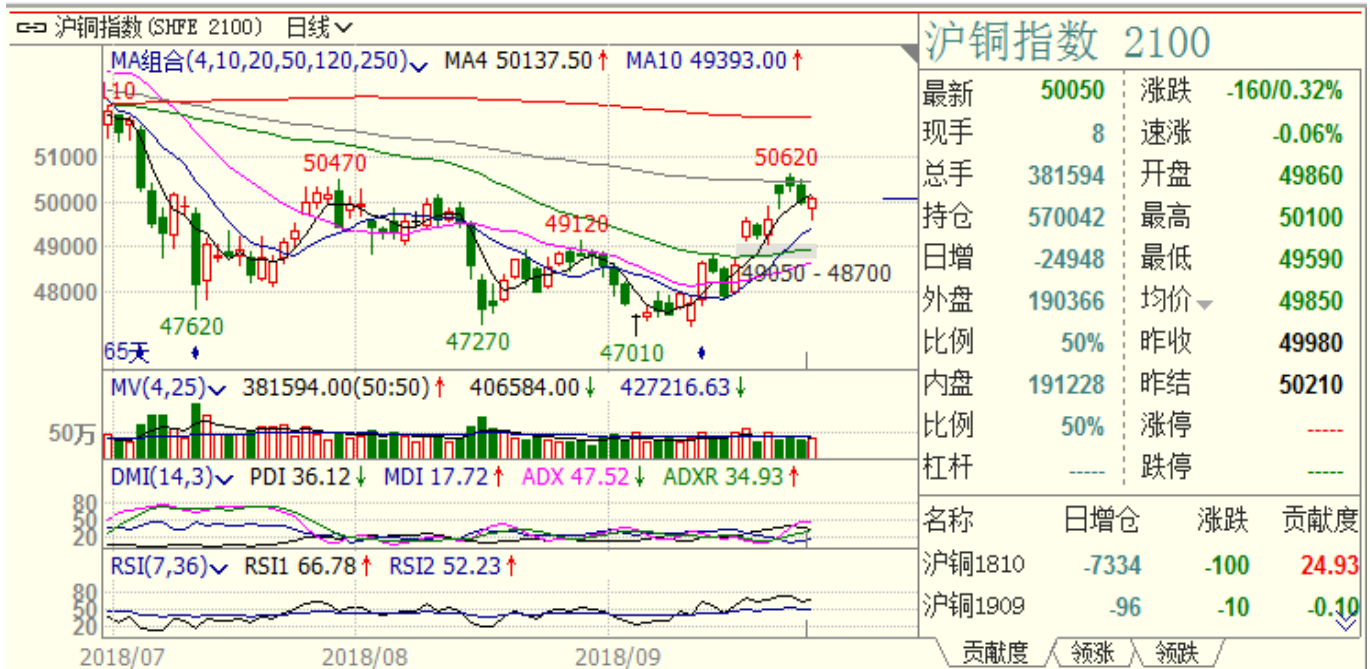 沪铜指数(SHFE 2100) 日线
MA组合(4,10,20,50,120,250) MA4 50137.50↑ MA10 49393.00↑
110
51000
50000
49000
48000
50470
50620
49120
49050 - 48700
47620
47270
47010
65天
MV(4,25) 381594.00(50:50)↑ 406584.00↓ 427216.63↓
50万
DMI(14,3) PDI 36.12↓ MDI 17.72↑ ADX 47.52↓ ADXR 34.93↑
80
50
20
RSI(7,36) RSI1 66.78↑ RSI2 52.23↑
80
50
20
2018/07 2018/08 2018/09
沪铜指数 2100
最新 50050 涨跌 -160/0.32%
现手 8 速涨 -0.06%
总手 381594 开盘 49860
持仓 570042 最高 50100
日增 -24948 最低 49590
外盘 190366 均价 49850
比例 50% 昨收 49980
内盘 191228 昨结 50210
比例 50% 涨停 -----
杠杆 ----- 跌停 -----
名称 日增仓 涨跌 贡献度
沪铜1810 -7334 -100 24.93
沪铜1909 -96 -10 -0.10
贡献度 领涨 领跌